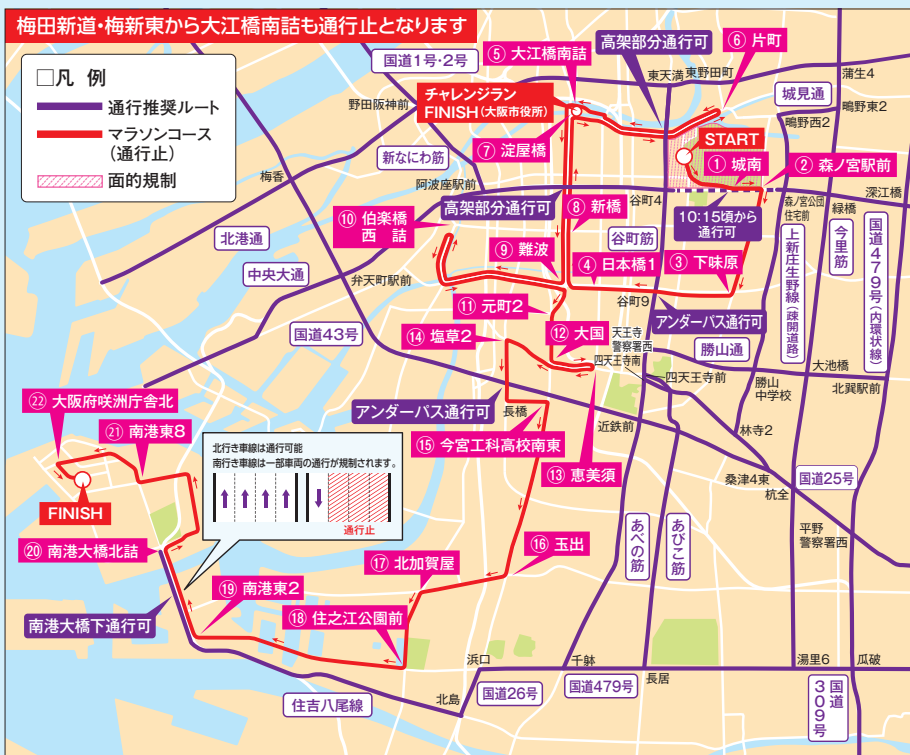 梅田新道・梅新東から大江橋南詰も通行止となります
□凡 例
通行推奨ルート
マラソンコース
(通行止)
面的規制
国道1号・2号
⑤ 大江橋南詰
高架部分通行可
⑥ 片町
東天満
東野田町
蒲生4
城見通
野田阪神前
チャレンジラン
FINISH(大阪市役所)
鴫野東2
鴫野西2
START
⑦ 淀屋橋
① 城南
② 森ノ宮駅前
新なにわ筋
梅香
阿波座駅前
谷町4
深江橋
高架部分通行可
⑧ 新橋
10:15頃から
通行可
森ノ宮公団
住宅前
緑橋
⑩ 伯楽橋
西 詰
北港通
谷町筋
上新庄生野線(疎開道路)
今里筋
国道479号(内環状線)
⑨ 難波
④ 日本橋1
③ 下味原
中央大通
弁天町駅前
谷町9
⑪ 元町2
アンダーパス通行可
国道43号
⑭ 塩草2
⑫ 大国
天王寺
警察署西
四天王寺南
勝山通
四天王寺前
大池橋
勝山
中学校
北巽駅前
㉒ 大阪府咲洲庁舎北
アンダーパス通行可
長橋
近鉄前
林寺2
㉑ 南港東8
⑮ 今宮工科高校南東
北行き車線は通行可能
南行き車線は一部車両の通行が規制されます。
通行止
⑬ 恵美須
桑津4東
国道25号
杭全
FINISH
あべの筋
あびこ筋
平野
警察署西
⑳ 南港大橋北詰
⑯ 玉出
⑰ 北加賀屋
⑲ 南港東2
南港大橋下通行可
⑱ 住之江公園前
浜口
千躰
長居
湯里6
瓜破
国道26号
国道479号
国道309号
北島
住吉八尾線